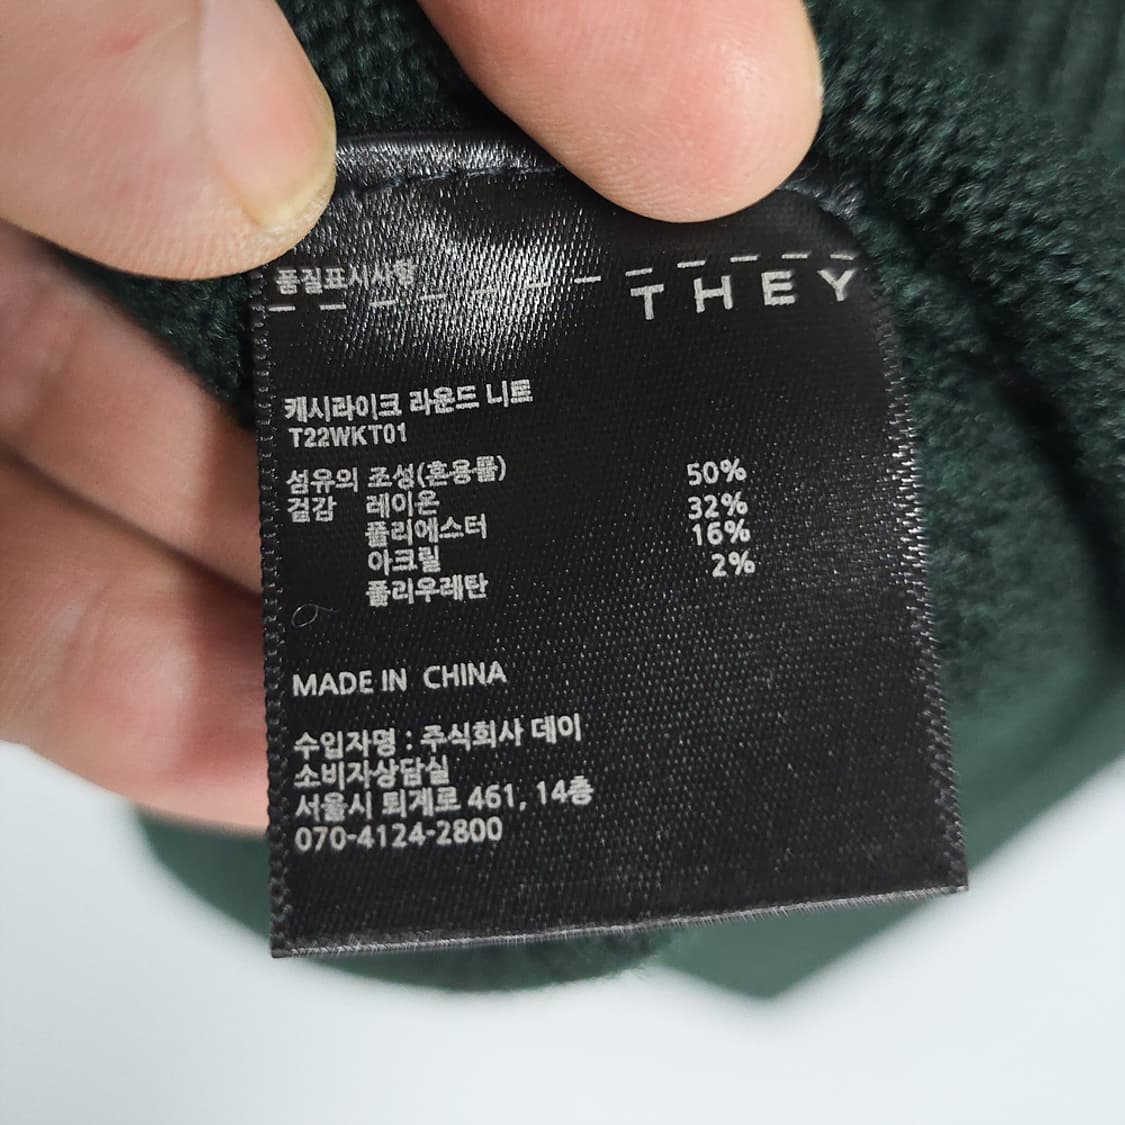 품질표시사항
THEY
캐시라이크 라운드 니트
T22WKT01
섬유의 조성(혼용률)
겉감 레이온 50%
폴리에스터 32%
아크릴 16%
폴리우레탄 2%
MADE IN CHINA
수입자명 : 주식회사 데이
소비자상담실
서울시 퇴계로 461, 14층
070-4124-2800